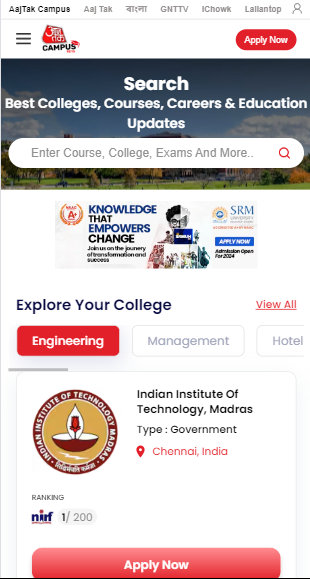 AajTak Campus Aaj Tak বাংলা GNTTV iChowk Lallantop
आज तक
CAMPUS
Apply Now
Search
Best Colleges, Courses, Careers & Education
Updates
Enter Course, College, Exams And More..
NAAC
A+
KNOWLEDGE
THAT
EMPOWERS
CHANGE
Join us on the journey
of transformation and
success
SRM
UNIVERSITY
APPLY NOW
Admission Open
For 2024
Explore Your College
View All
Engineering
Management
Hotel
INDIAN INSTITUTE OF TECHNOLOGY MADRAS
सिद्धिर्भवति कर्मजा
Indian Institute Of
Technology, Madras
Type : Government
Chennai, India
RANKING
nirf 1/ 200
Apply Now